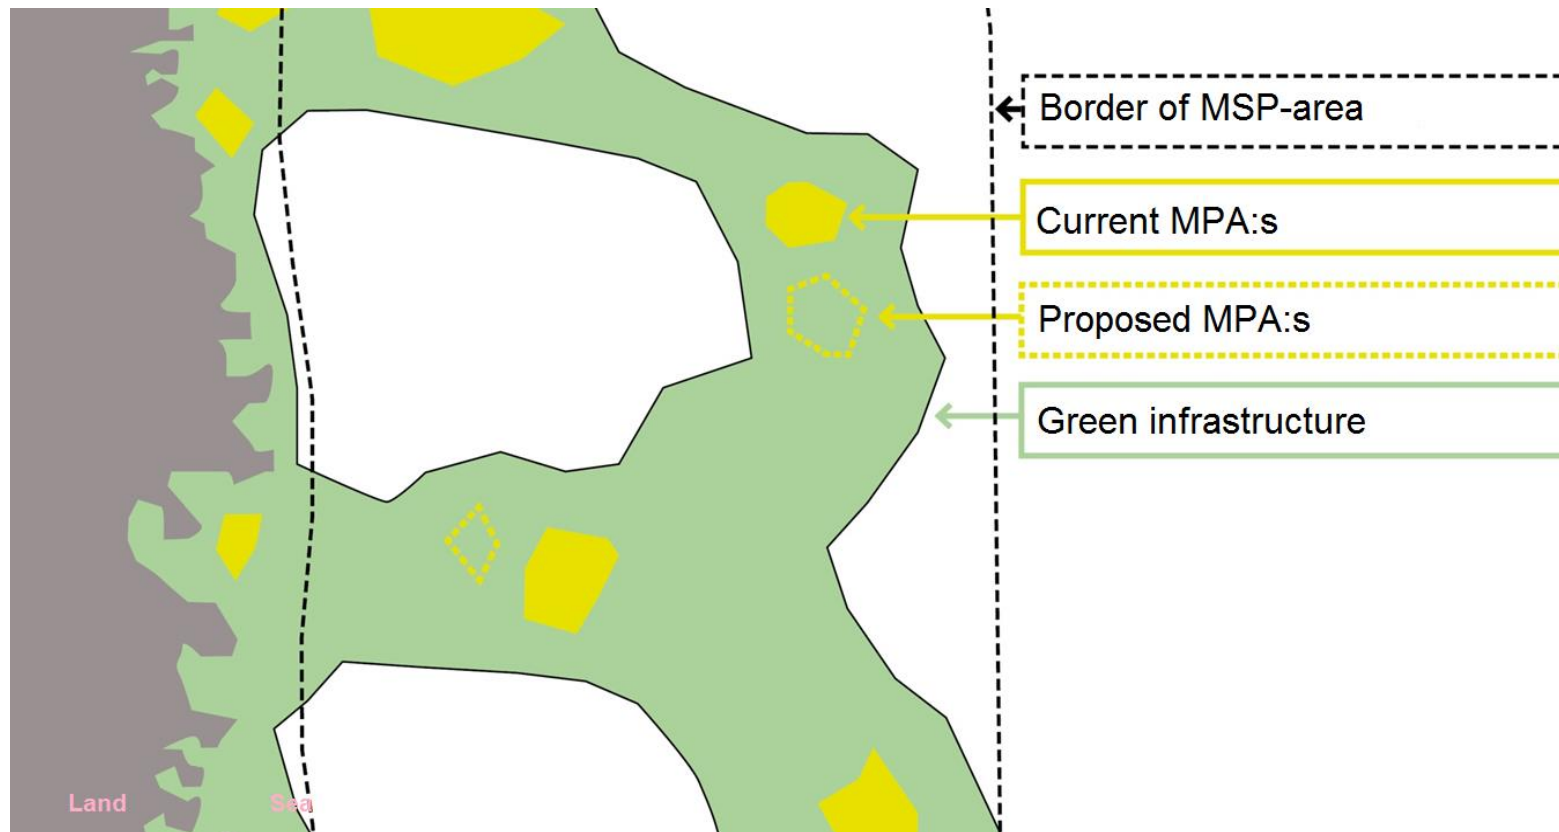 Border of MSP-area
Current MPA:s
Proposed MPA:s
Green infrastructure
Land
Sea